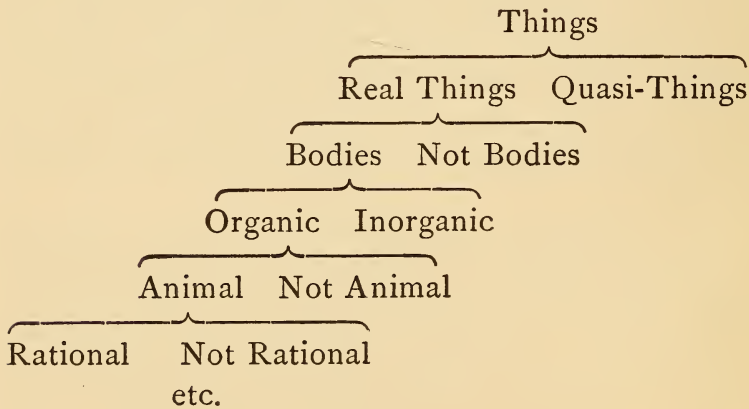 Things
Real Things Quasi-Things
Bodies Not Bodies
Organic Inorganic
Animal Not Animal
Rational Not Rational
etc.